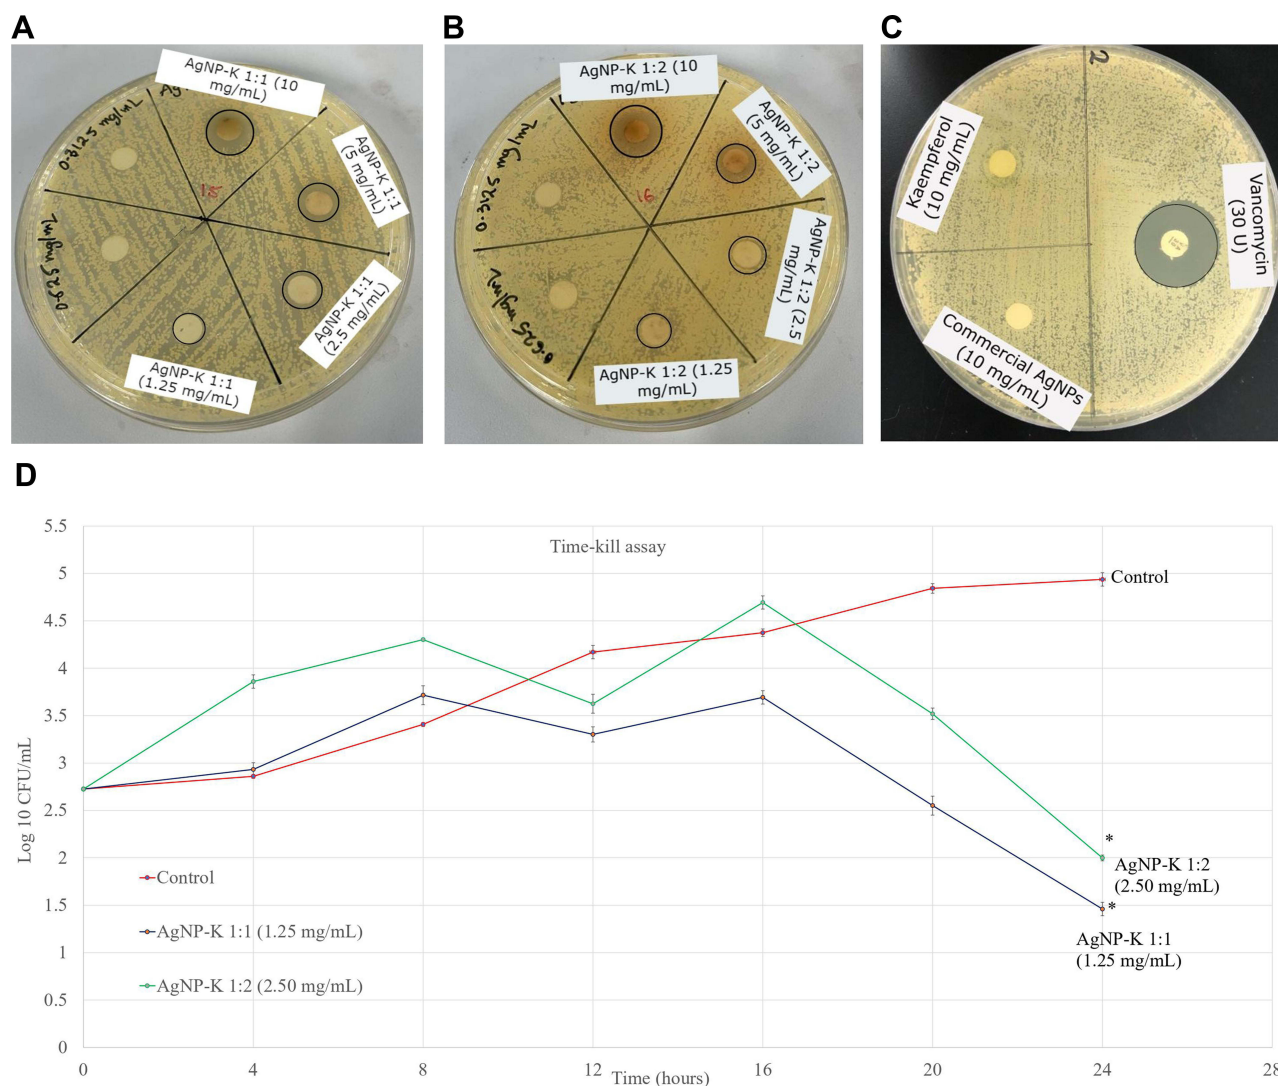 A
B
C
AgNP-K 1:1 (10
mg/mL)
AgNP-K 1:1
(5 mg/mL)
AgNP-K 1:1
(2.5 mg/mL)
AgNP-K 1:1
(1.25 mg/mL)
0.625 mg/mL
0.3125 mg/mL
15
AgNP-K 1:2 (10
mg/mL)
AgNP-K 1:2
(5 mg/mL)
AgNP-K 1:2 (2.5
mg/mL)
AgNP-K 1:2 (1.25
mg/mL)
0.625 mg/mL
0.3125 mg/mL
16
2
Kaempferol
(10 mg/mL)
Vancomycin
(30 U)
Commercial AgNPs
(10 mg/mL)
D
Time-kill assay
5.5
5
4.5
4
3.5
3
2.5
2
1.5
1
0.5
0
Log 10 CFU/mL
Control
*
AgNP-K 1:2
(2.50 mg/mL)
*
AgNP-K 1:1
(1.25 mg/mL)
Control
AgNP-K 1:1 (1.25 mg/mL)
AgNP-K 1:2 (2.50 mg/mL)
0 4 8 12 16 20 24 28
Time (hours)